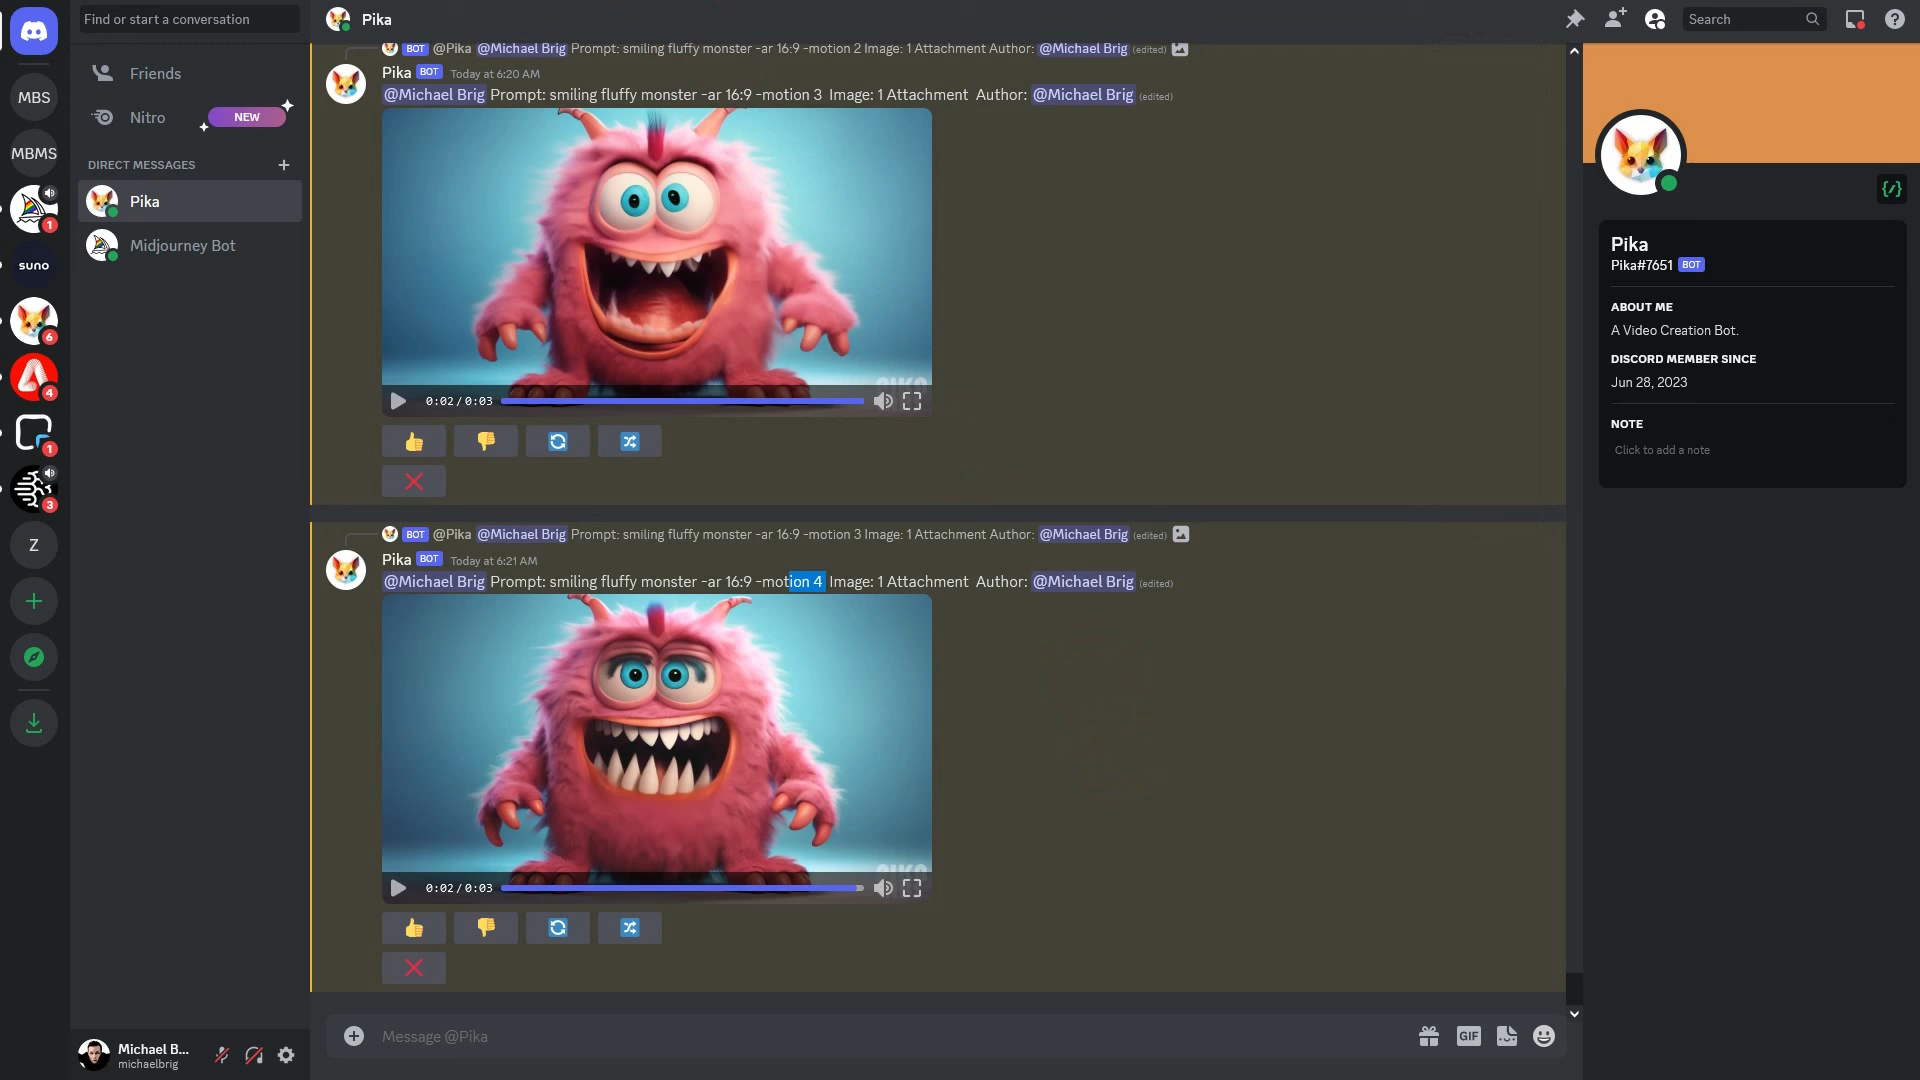 Find or start a conversation
Pika
Search
MBS
Friends
MBMS
Nitro
NEW
DIRECT MESSAGES
1
Pika
Midjourney Bot
suno
6
4
1
3
Z
BOT @Pika @Michael Brig Prompt: smiling fluffy monster -ar 16:9 -motion 2 Image: 1 Attachment Author: @Michael Brig (edited)
Pika BOT Today at 6:20 AM
@Michael Brig Prompt: smiling fluffy monster -ar 16:9 -motion 3 Image: 1 Attachment Author: @Michael Brig (edited)
0:02/0:03
BOT @Pika @Michael Brig Prompt: smiling fluffy monster -ar 16:9 -motion 3 Image: 1 Attachment Author: @Michael Brig (edited)
Pika BOT Today at 6:21 AM
@Michael Brig Prompt: smiling fluffy monster -ar 16:9 -motion 4 Image: 1 Attachment Author: @Michael Brig (edited)
0:02/0:03
Message @Pika
GIF
Michael B...
michaelbrig
Pika
Pika#7651 BOT
ABOUT ME
A Video Creation Bot.
DISCORD MEMBER SINCE
Jun 28, 2023
NOTE
Click to add a note